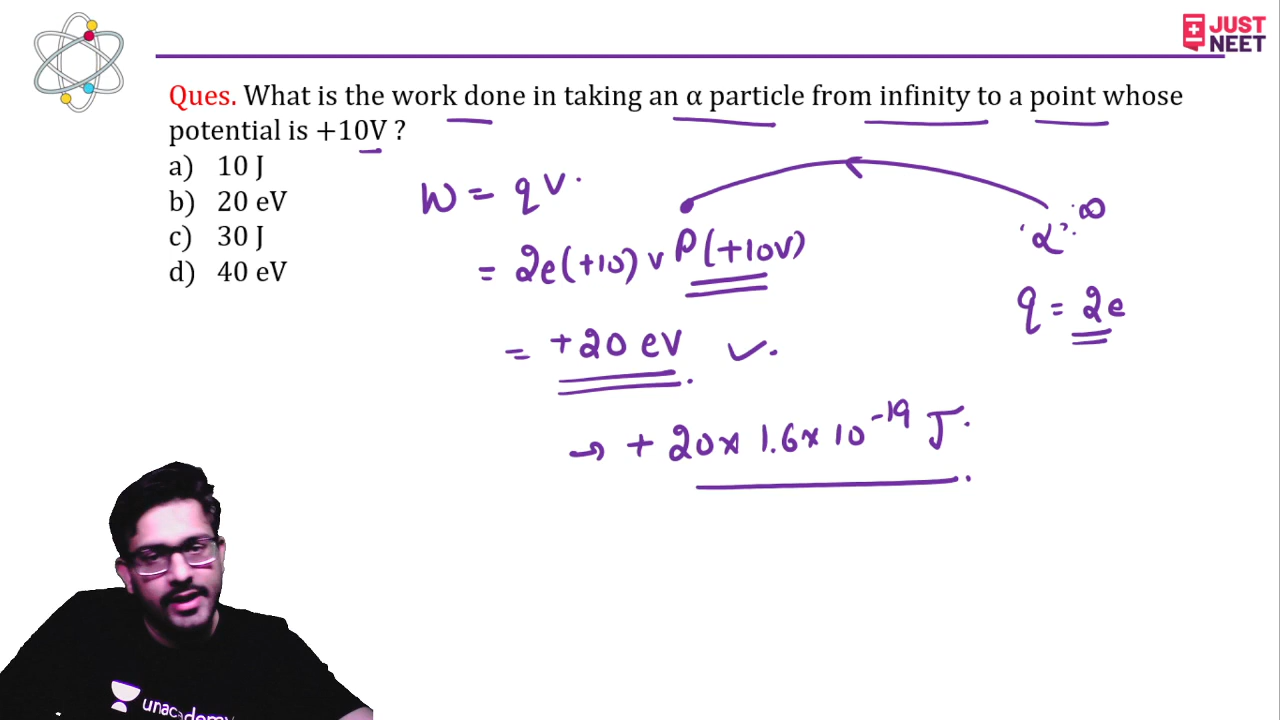 JUST
NEET
Ques. What is the work done in taking an α particle from infinity to a point whose
potential is +10V ?
a) 10 J
b) 20 eV
c) 30 J
d) 40 eV
W = qV.
'α' ∞
= 2e(+10) v P(+10V)
q = 2e
= +20 eV ✓.
→ + 20 x 1.6 x 10⁻¹⁹ J.
unacademy